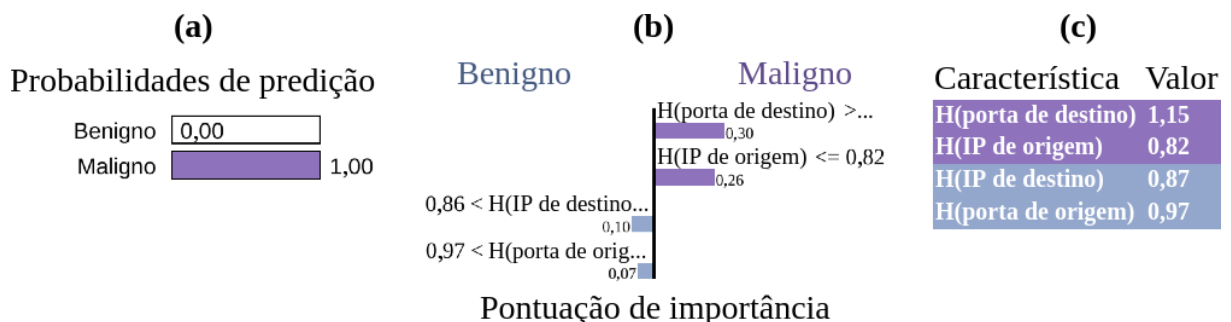 (a)
Probabilidades de predição
Benigno 0,00
Maligno 1,00
(b)
Benigno Maligno
H(porta de destino) >...
0,30
H(IP de origem) <= 0,82
0,26
0,86 < H(IP de destino...
0,10
0,97 < H(porta de orig...
0,07
Pontuação de importância
(c)
Característica Valor
H(porta de destino) 1,15
H(IP de origem) 0,82
H(IP de destino) 0,87
H(porta de origem) 0,97